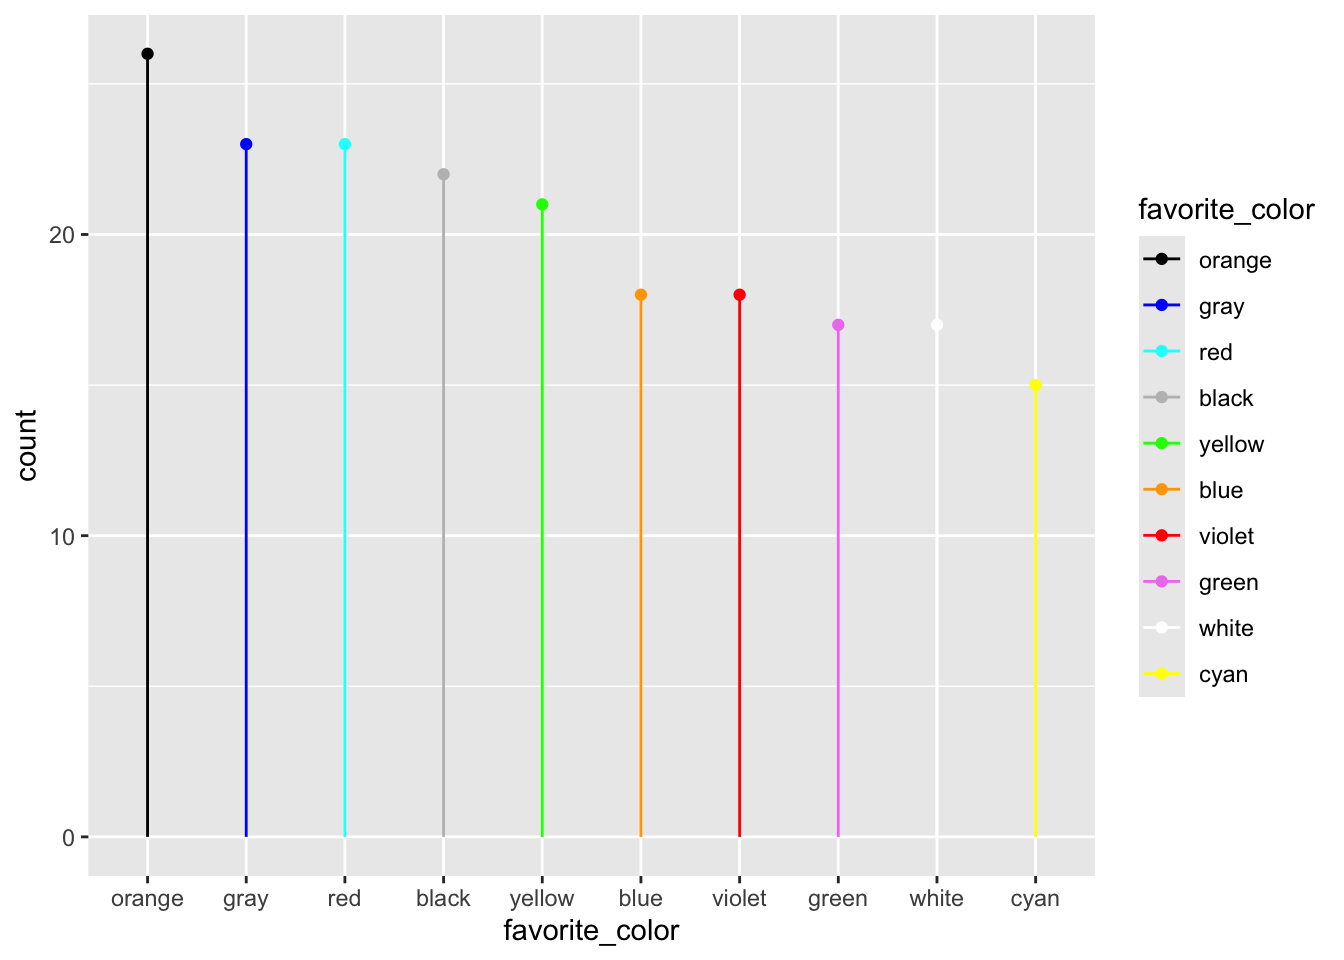 count
20
10
0
orange gray red black yellow blue violet green white cyan
favorite_color
favorite_color
orange
gray
red
black
yellow
blue
violet
green
white
cyan